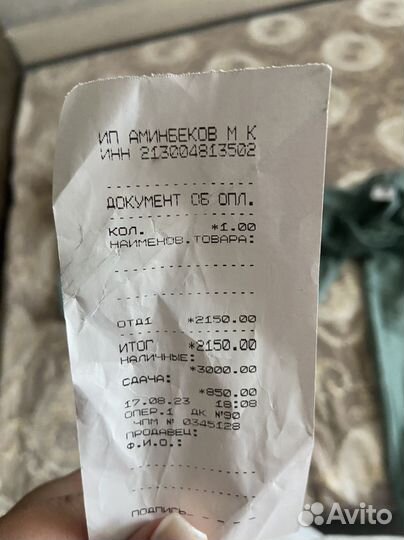 ИП АМИНБЕКОВ М К
ИНН 213004813502
ДОКУМЕНТ ОБ ОПЛ.
КОЛ. *1.00
НАИМЕНОВ.ТОВАРА:
ОТД1 *2150.00
ИТОГ *2150.00
НАЛИЧНЫЕ:
*3000.00
СДАЧА:
*850.00
17.08.23 18:08
ОПЕР.1 ДК №90
ЧПМ № 0345128
ПРОДАВЕЦ:
Ф.И.О.:
ПОДПИСЬ
Avito